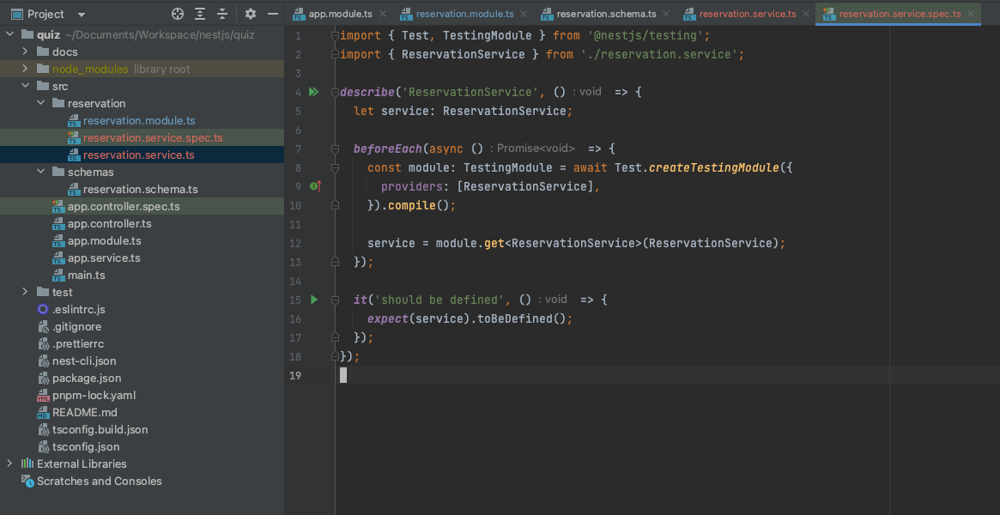 Project
app.module.ts
reservation.module.ts
reservation.schema.ts
reservation.service.ts
reservation.service.spec.ts
quiz ~/Documents/Workspace/nestjs/quiz
docs
node_modules library root
src
reservation
reservation.module.ts
reservation.service.spec.ts
reservation.service.ts
schemas
reservation.schema.ts
app.controller.spec.ts
app.controller.ts
app.module.ts
app.service.ts
main.ts
test
.eslintrc.js
.gitignore
.prettierrc
nest-cli.json
package.json
pnpm-lock.yaml
README.md
tsconfig.build.json
tsconfig.json
External Libraries
Scratches and Consoles
1 import { Test, TestingModule } from '@nestjs/testing';
2 import { ReservationService } from './reservation.service';
3
4 describe('ReservationService', () : void => {
5 let service: ReservationService;
6
7 beforeEach(async () : Promise<void> => {
8 const module: TestingModule = await Test.createTestingModule({
9 providers: [ReservationService],
10 }).compile();
11
12 service = module.get<ReservationService>(ReservationService);
13 });
14
15 it('should be defined', () : void => {
16 expect(service).toBeDefined();
17 });
18 });
19